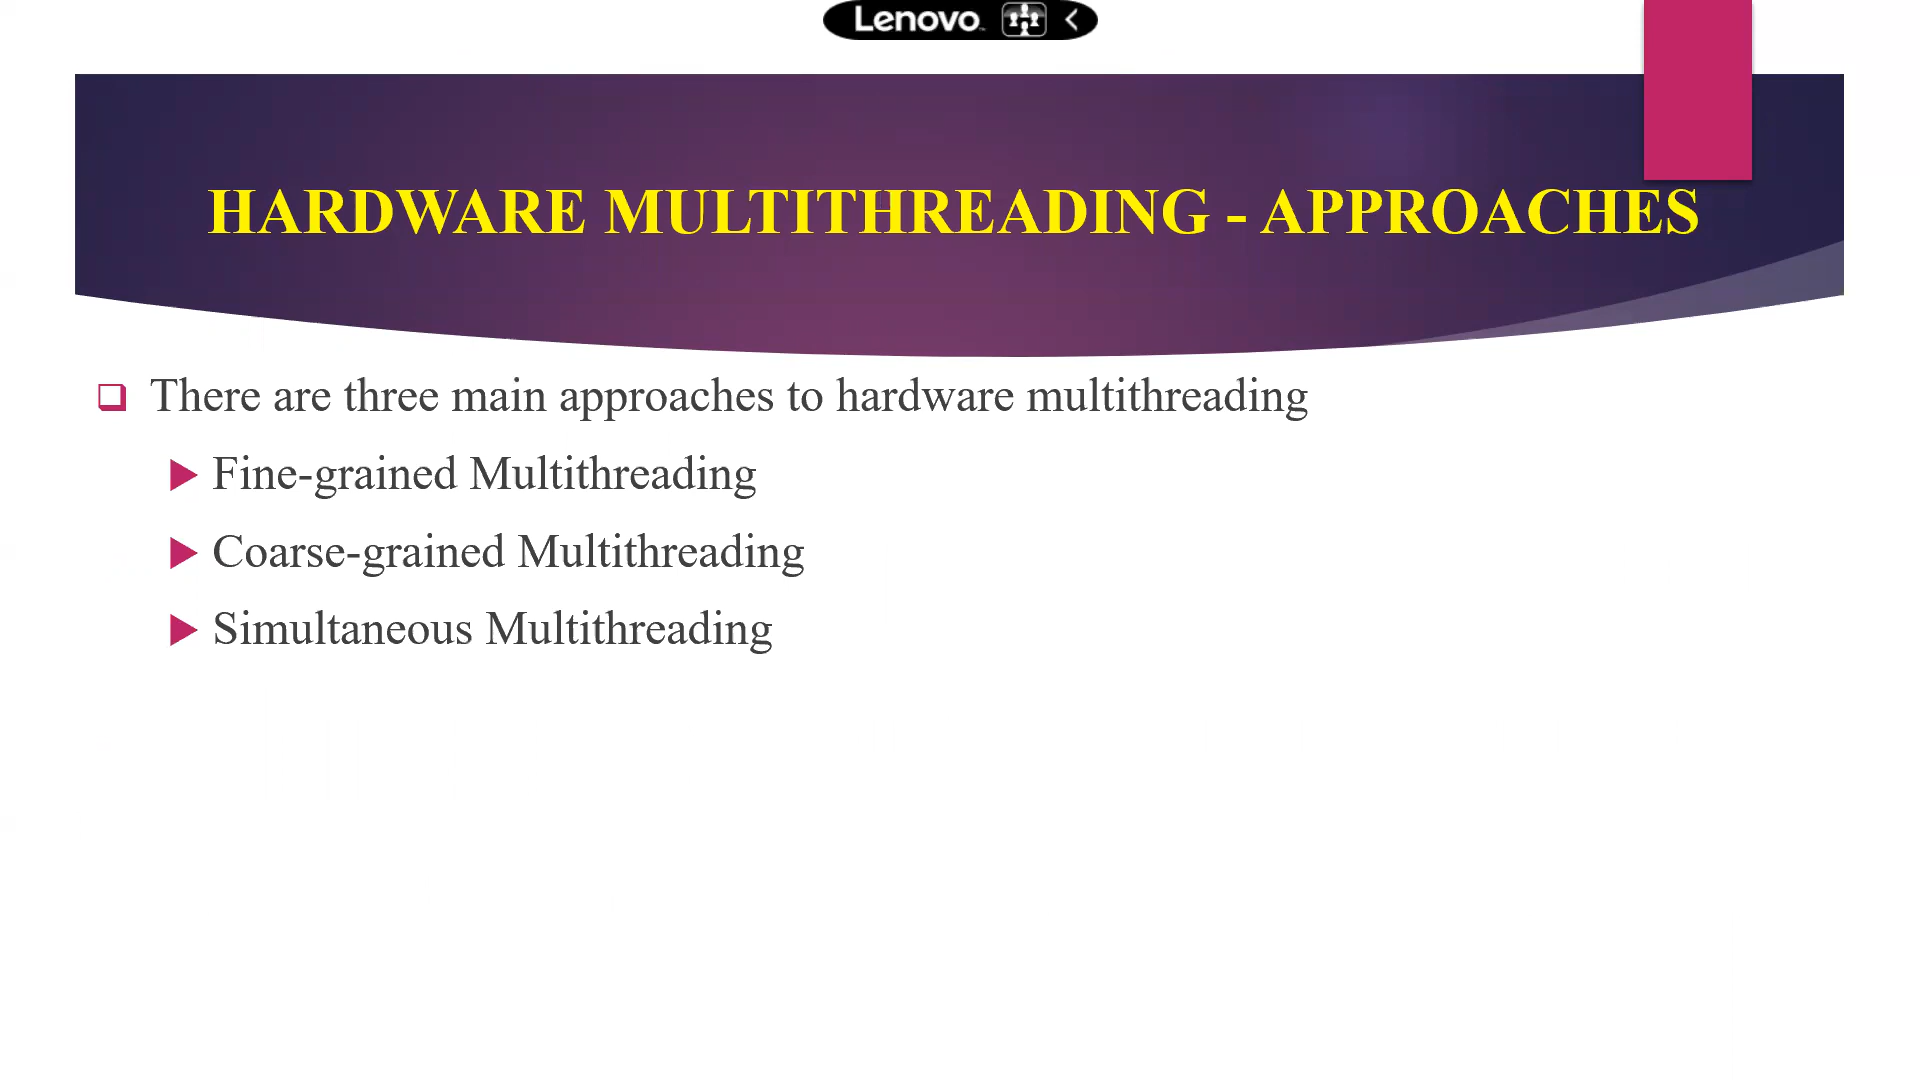 Lenovo
HARDWARE MULTITHREADING - APPROACHES
There are three main approaches to hardware multithreading
Fine-grained Multithreading
Coarse-grained Multithreading
Simultaneous Multithreading